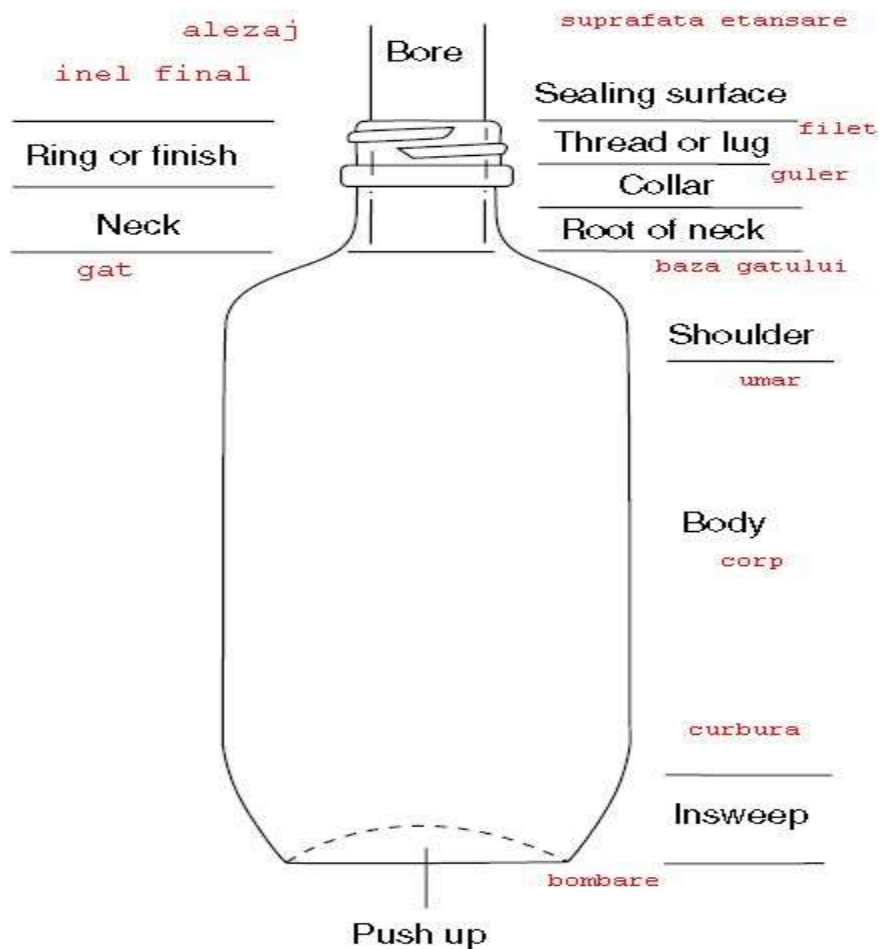 alezaj
suprafata etansare
Bore
inel final
Sealing surface
filet
Ring or finish
Thread or lug
guler
Collar
Neck
Root of neck
gat
baza gatului
Shoulder
umar
Body
corp
curbura
Insweep
bombare
Push up